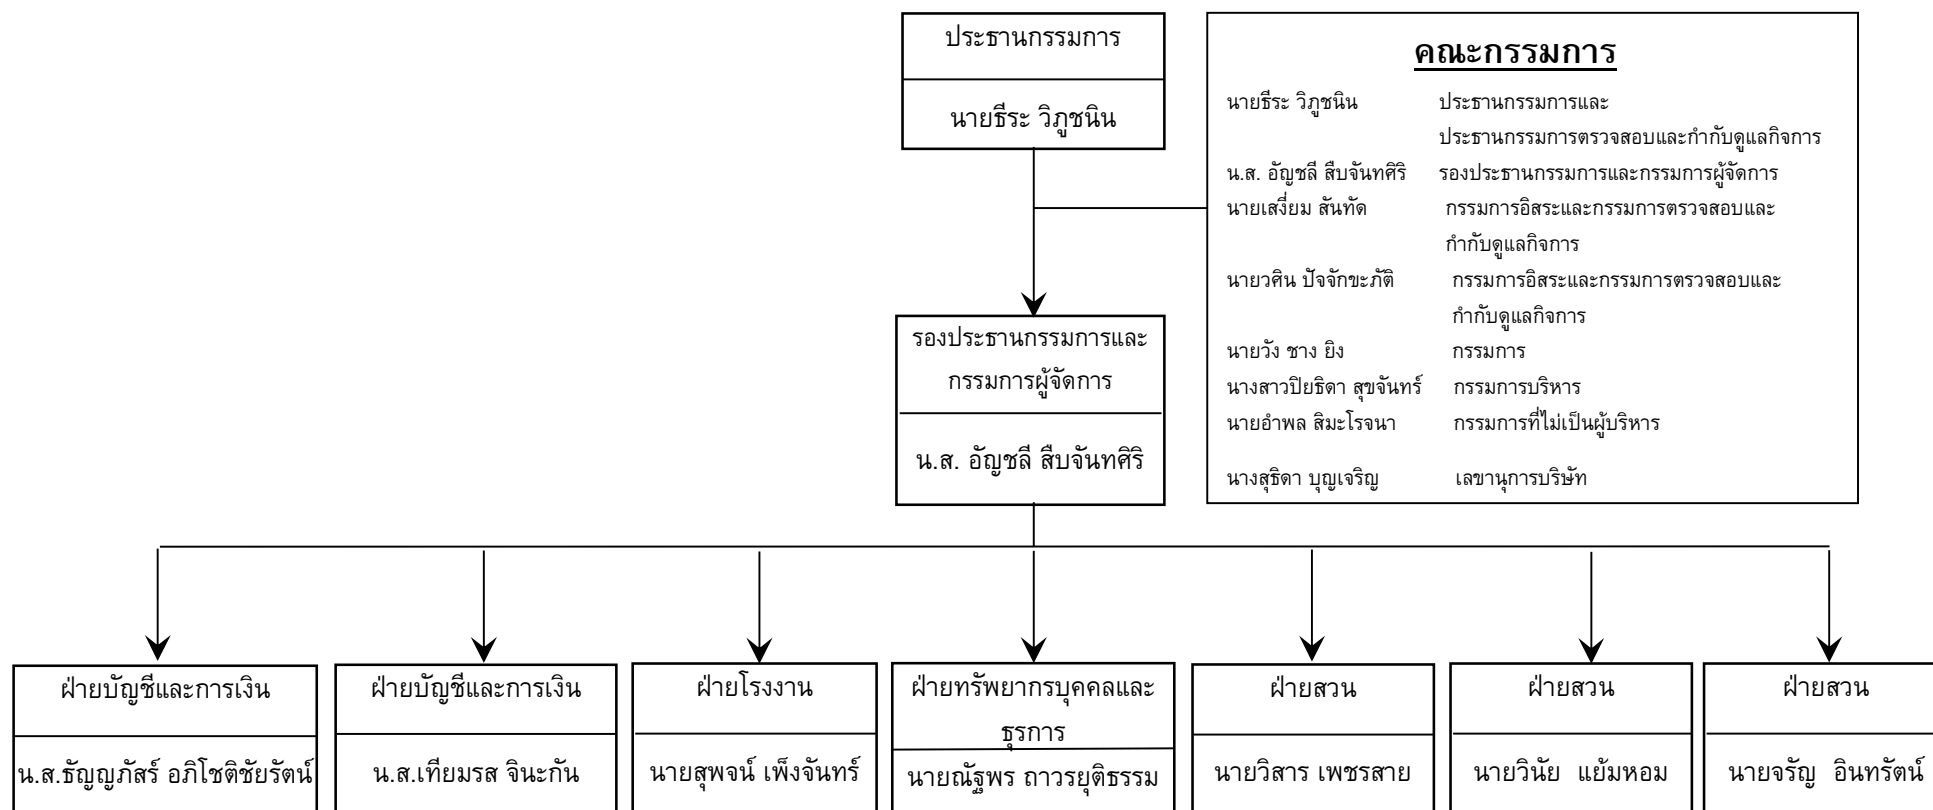 ประธานกรรมการ
นายธีระ วิภูชนิน
คณะกรรมการ
นายธีระ วิภูชนิน ประธานกรรมการและ
ประธานกรรมการตรวจสอบและกำกับดูแลกิจการ
น.ส. อัญชลี สืบจันทศิริ รองประธานกรรมการและกรรมการผู้จัดการ
นายเสงี่ยม สันทัด กรรมการอิสระและกรรมการตรวจสอบและ
กำกับดูแลกิจการ
นายวศิน ปัจจักขะภัติ กรรมการอิสระและกรรมการตรวจสอบและ
กำกับดูแลกิจการ
นายวัง ชาง ยิง กรรมการ
นางสาวปิยธิดา สุขจันทร์ กรรมการบริหาร
นายอำพล สิมะโรจนา กรรมการที่ไม่เป็นผู้บริหาร
นางสุธิดา บุญเจริญ เลขานุการบริษัท
รองประธานกรรมการและ
กรรมการผู้จัดการ
น.ส. อัญชลี สืบจันทศิริ
ฝ่ายบัญชีและการเงิน
น.ส.ธัญญภัสร์ อภิโชติชัยรัตน์
ฝ่ายบัญชีและการเงิน
น.ส.เทียมรส จินะกัน
ฝ่ายโรงงาน
นายสุพจน์ เพ็งจันทร์
ฝ่ายทรัพยากรบุคคลและ
ธุรการ
นายณัฐพร ถาวรยุติธรรม
ฝ่ายสวน
นายวิสาร เพชรสาย
ฝ่ายสวน
นายวินัย แย้มหอม
ฝ่ายสวน
นายจรัญ อินทรัตน์